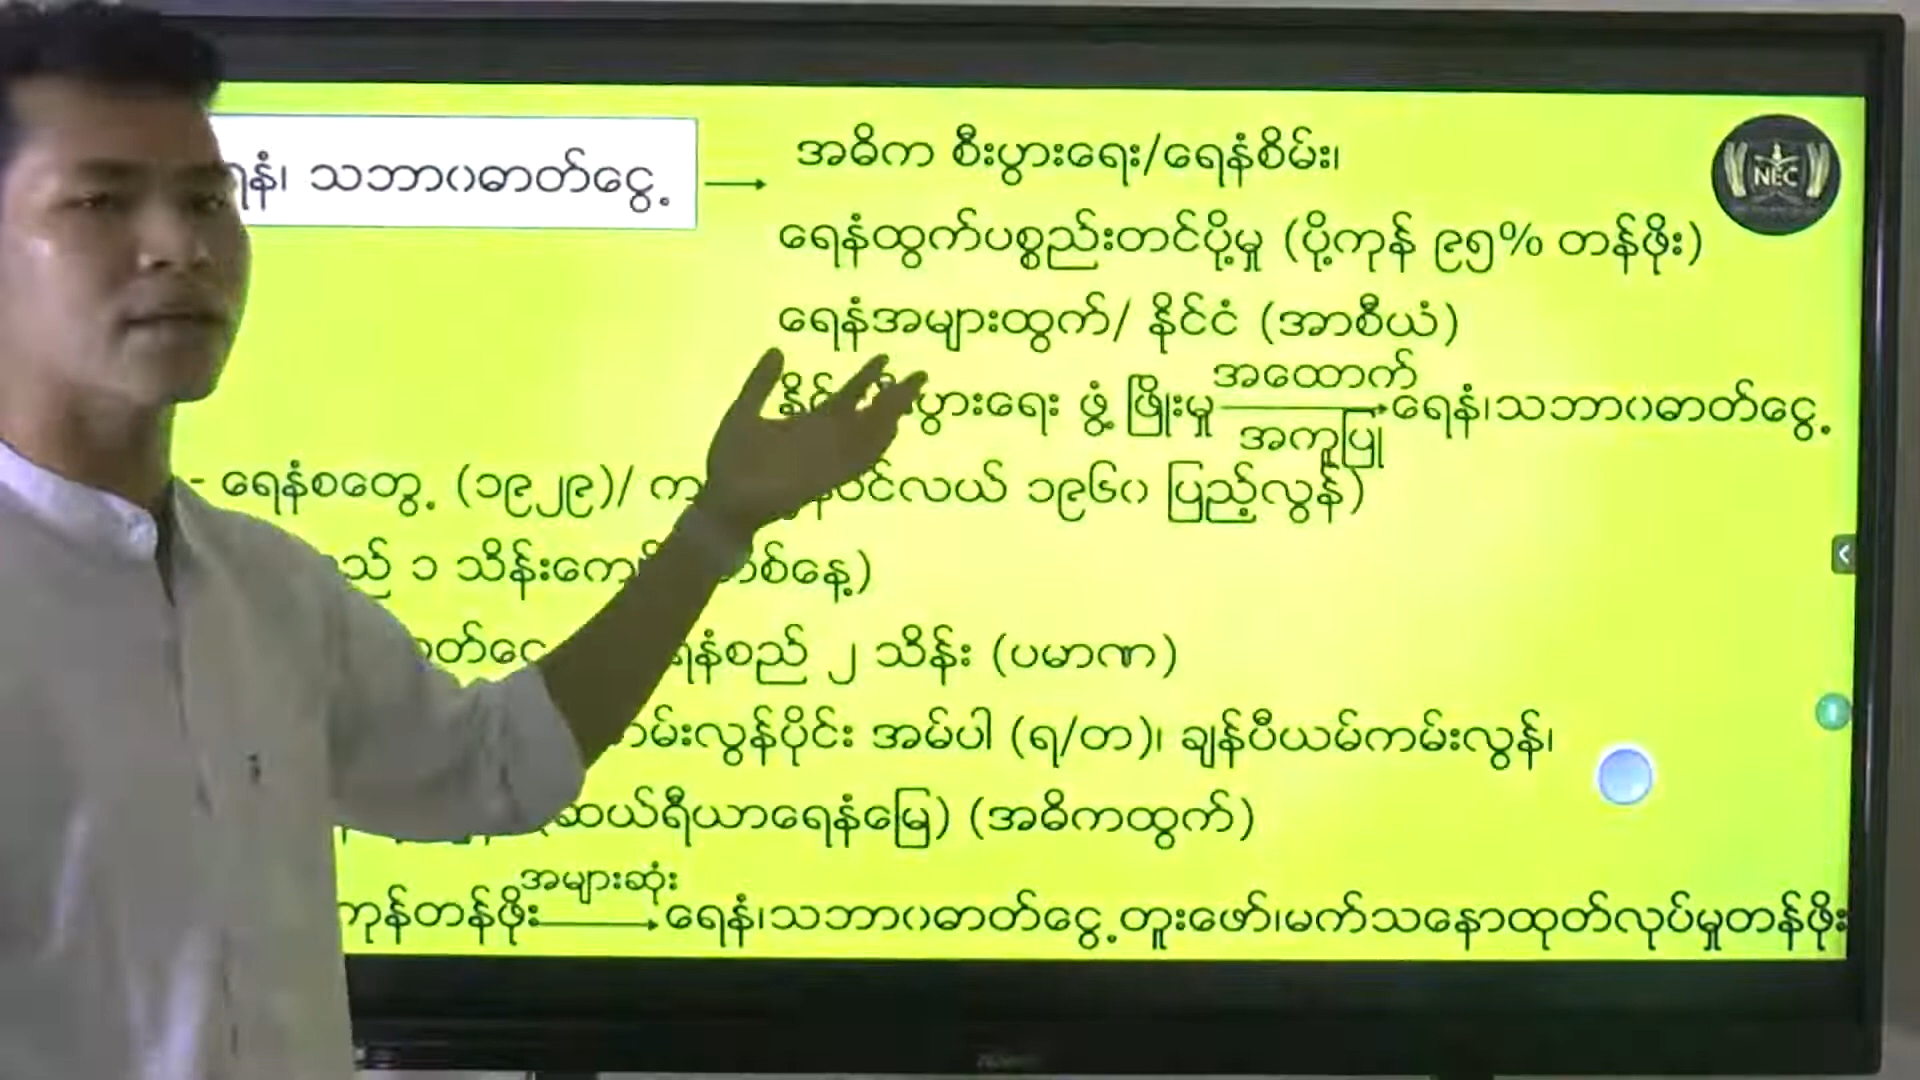 ရေနံ၊ သဘာဝဓာတ်ငွေ့
အဓိက စီးပွားရေး/ရေနံစိမ်း၊
NEC
ရေနံထွက်ပစ္စည်းတင်ပို့မှု (ပို့ကုန် ၉၅% တန်ဖိုး)
ရေနံအများထွက်/ နိုင်ငံ (အာစီယံ)
စီးပွားရေး ဖွံ့ ဖြိုးမှု
အထောက်
အကူပြု
ရေနံ၊သဘာဝဓာတ်ငွေ့
- ရေနံစတွေ့ (၁၉၂၉)/
ပင်လယ် ၁၉၆၀ ပြည့်လွန်)
၁ သိန်းကျော်
တစ်နေ့)
ရေနံစည် ၂ သိန်း (ပမာဏ)
ကမ်းလွန်ပိုင်း အမ်ပါ (ရ/တ)၊ ချန်ပီယမ်ကမ်းလွန်၊
(ဆယ်ရီယာရေနံမြေ) (အဓိကထွက်)
ကုန်တန်ဖိုး
အများဆုံး
ရေနံ၊သဘာဝဓာတ်ငွေ့ တူးဖော်၊မက်သနောထုတ်လုပ်မှုတန်ဖိုး